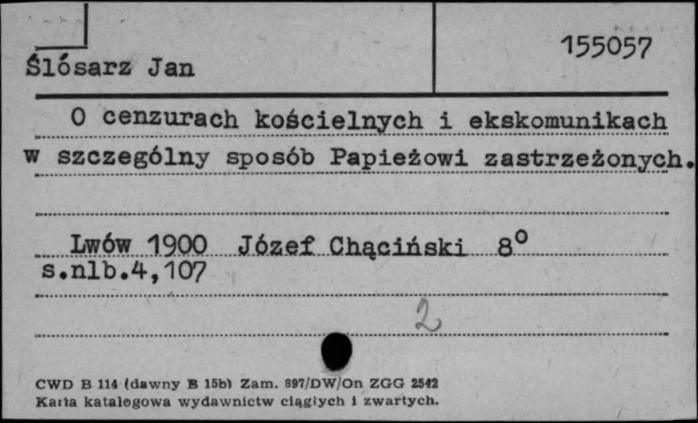 155057
Ślósarz Jan
O cenzurach kościelnych i ekskomunikach
w szczególny sposób Papieżowi zastrzeżonych.
Lwów 1900 Józef Chąciński 8°
s.nlb.4,107
2
CWD B 114 (dawny B 15b) Zam. 897/DW/On ZGG 2542
Karta katalogowa wydawnictw ciągłych i zwartych.